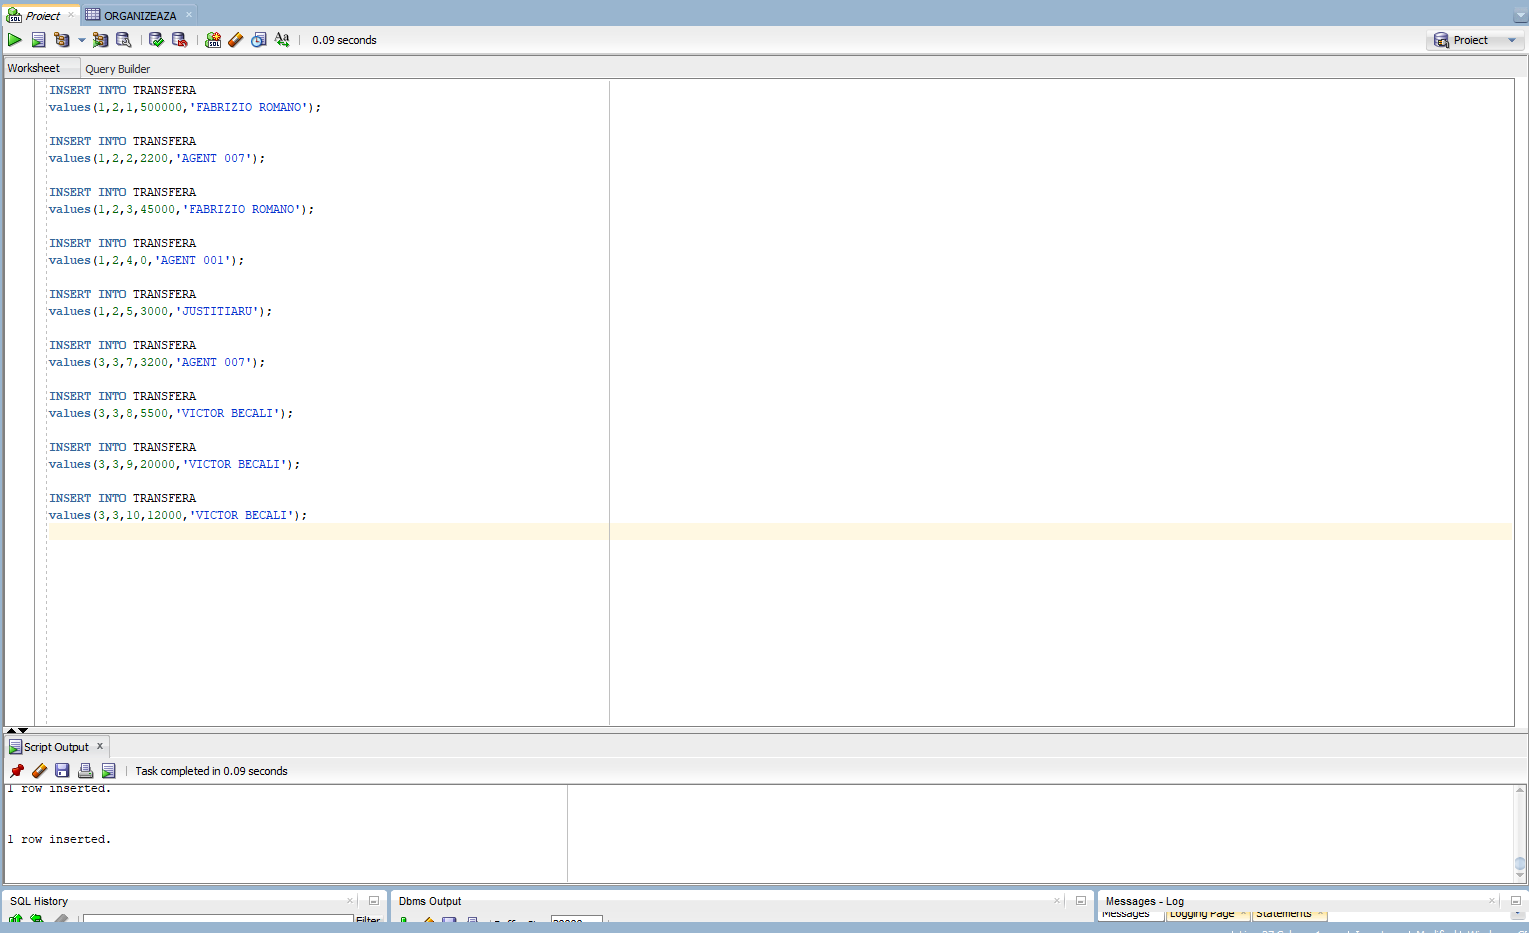 Proiect
ORGANIZEAZA
0.09 seconds
Proiect
Worksheet
Query Builder
INSERT INTO TRANSFERA
values(1,2,1,500000,'FABRIZIO ROMANO');
INSERT INTO TRANSFERA
values(1,2,2,2200,'AGENT 007');
INSERT INTO TRANSFERA
values(1,2,3,45000,'FABRIZIO ROMANO');
INSERT INTO TRANSFERA
values(1,2,4,0,'AGENT 001');
INSERT INTO TRANSFERA
values(1,2,5,3000,'JUSTITIARU');
INSERT INTO TRANSFERA
values(3,3,7,3200,'AGENT 007');
INSERT INTO TRANSFERA
values(3,3,8,5500,'VICTOR BECALI');
INSERT INTO TRANSFERA
values(3,3,9,20000,'VICTOR BECALI');
INSERT INTO TRANSFERA
values(3,3,10,12000,'VICTOR BECALI');
Script Output
Task completed in 0.09 seconds
1 row inserted.
1 row inserted.
SQL History
Dbms Output
Messages - Log
Filter
Messages
Logging Page
Statements